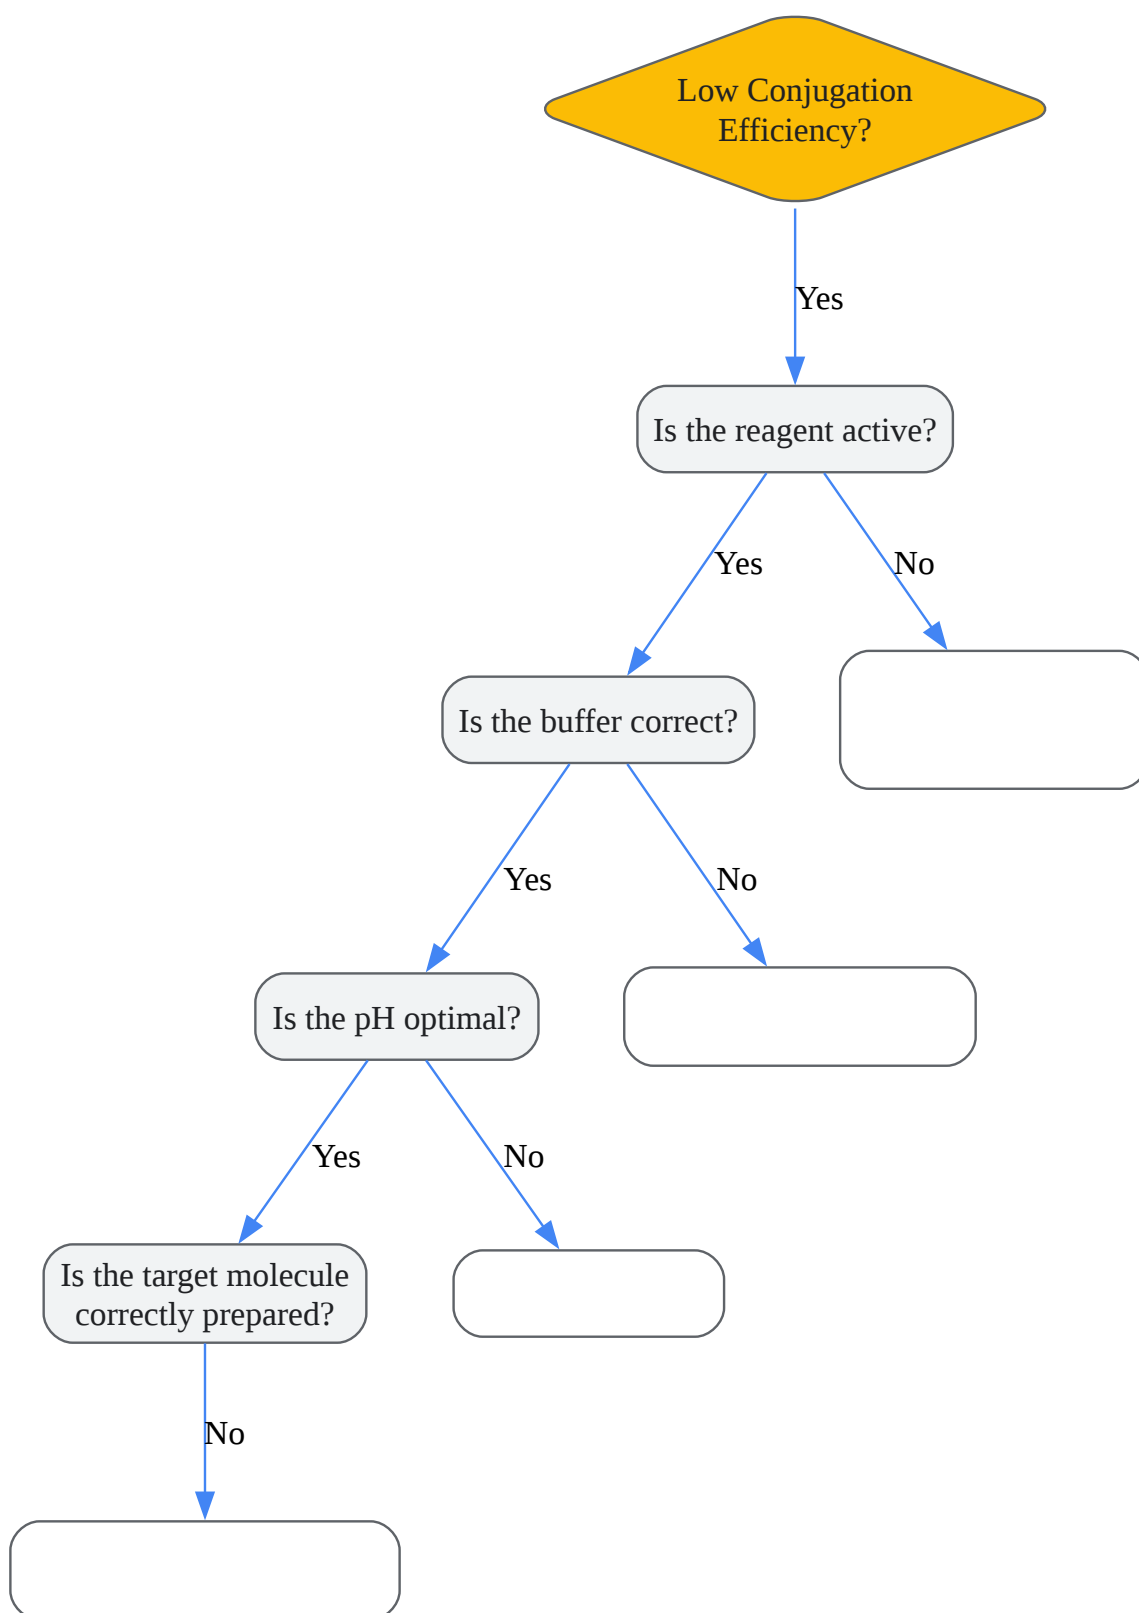 Low Conjugation
Efficiency?
Yes
Is the reagent active?
Yes
No
Is the buffer correct?
Yes
No
Is the pH optimal?
Yes
No
Is the target molecule
correctly prepared?
No